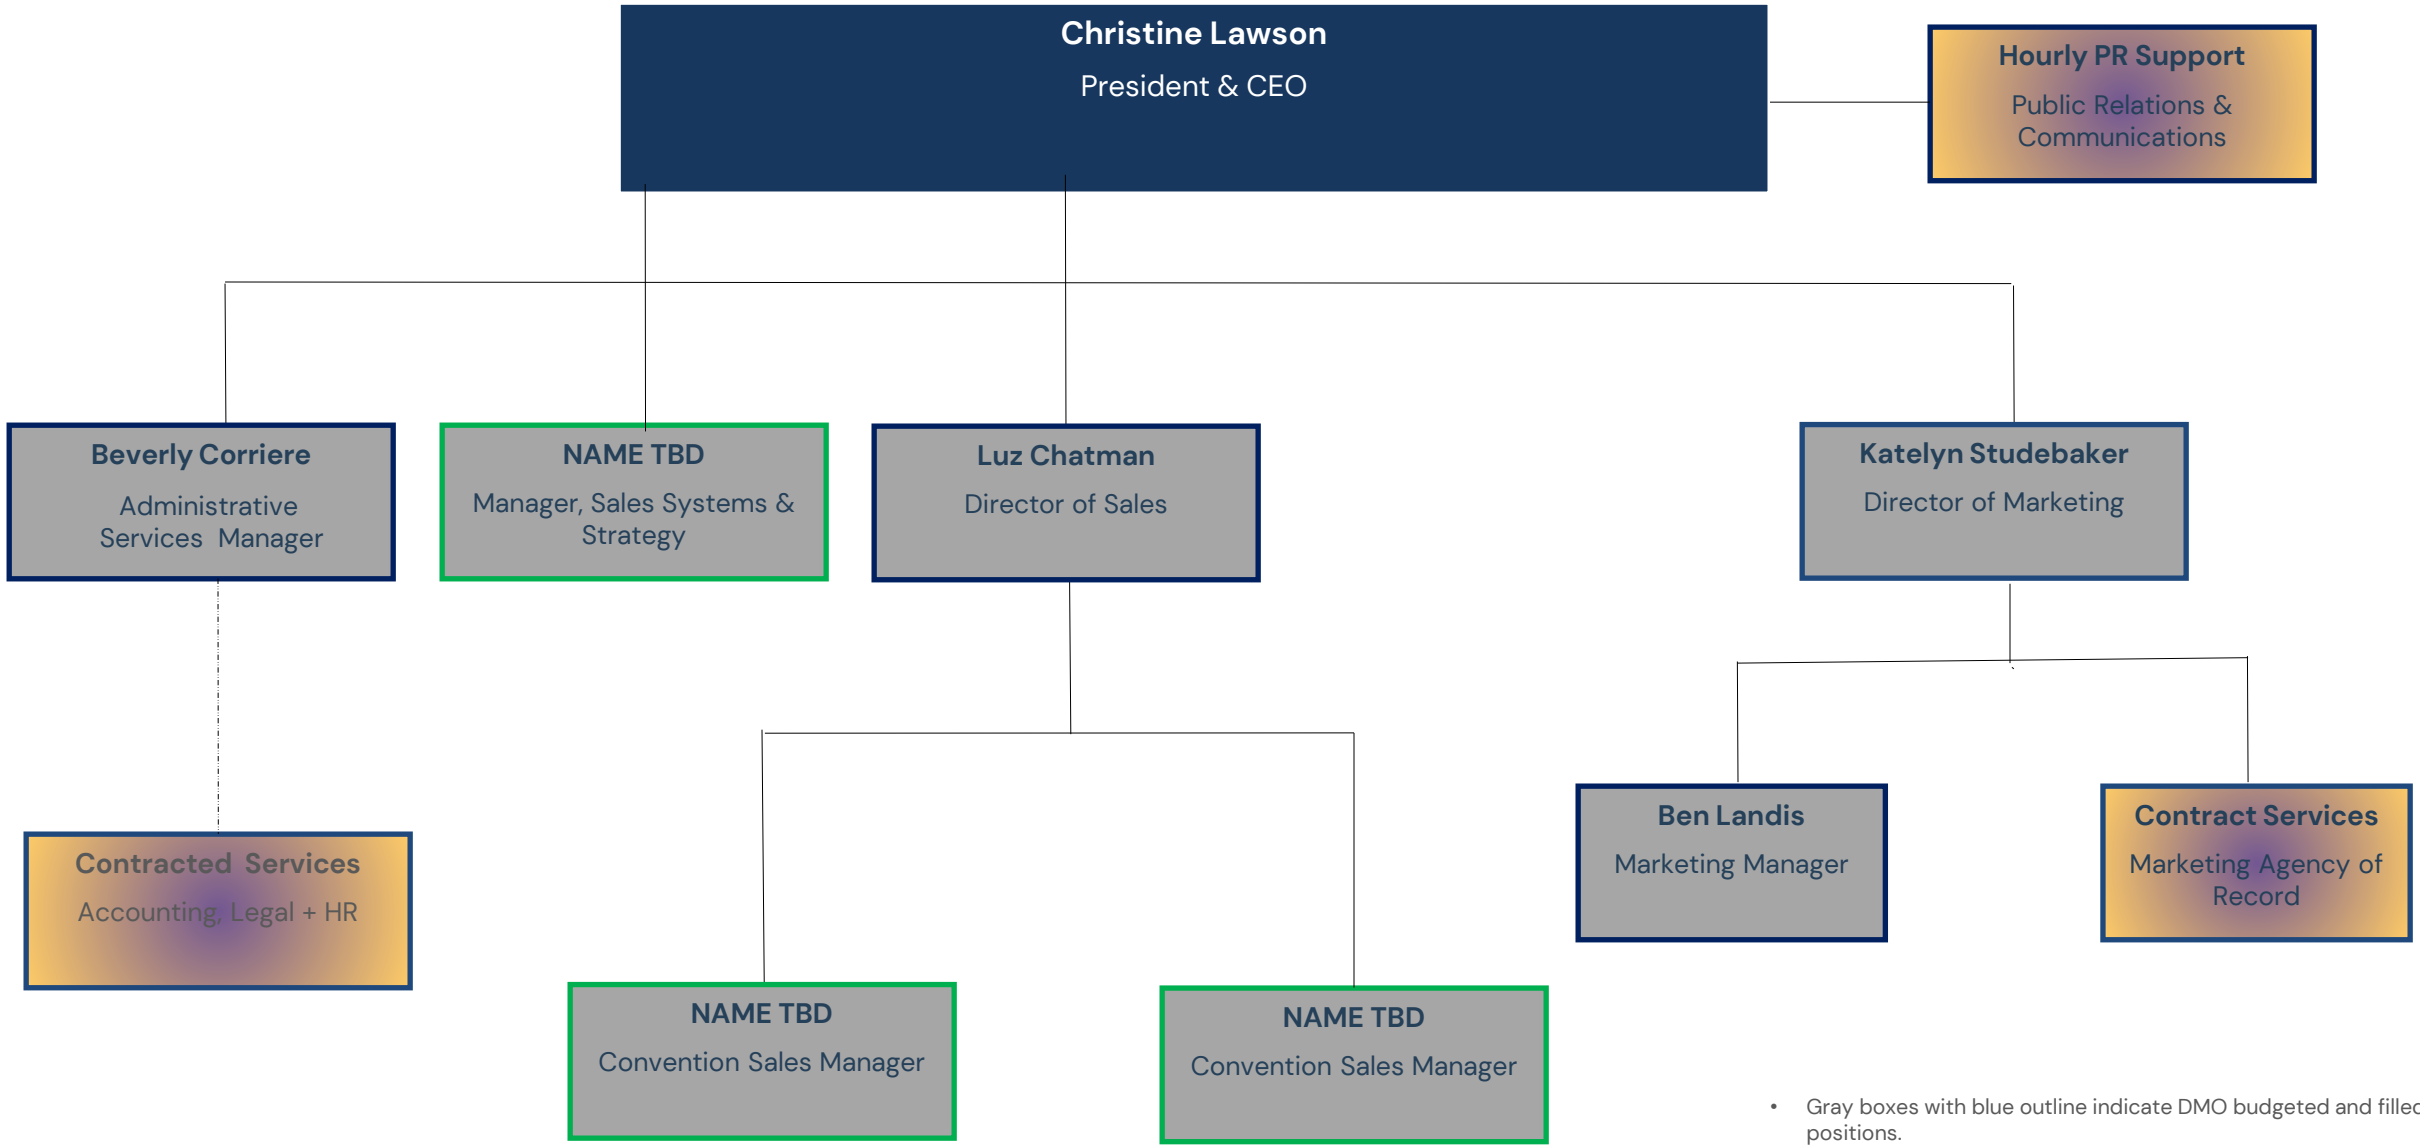 Christine Lawson
President & CEO
Hourly PR Support
Public Relations &
Communications
Beverly Corriere
Administrative
Services Manager
NAME TBD
Manager, Sales Systems &
Strategy
Luz Chatman
Director of Sales
Katelyn Studebaker
Director of Marketing
Contracted Services
Accounting, Legal + HR
NAME TBD
Convention Sales Manager
NAME TBD
Convention Sales Manager
Ben Landis
Marketing Manager
Contract Services
Marketing Agency of
Record
• Gray boxes with blue outline indicate DMO budgeted and filled
positions.